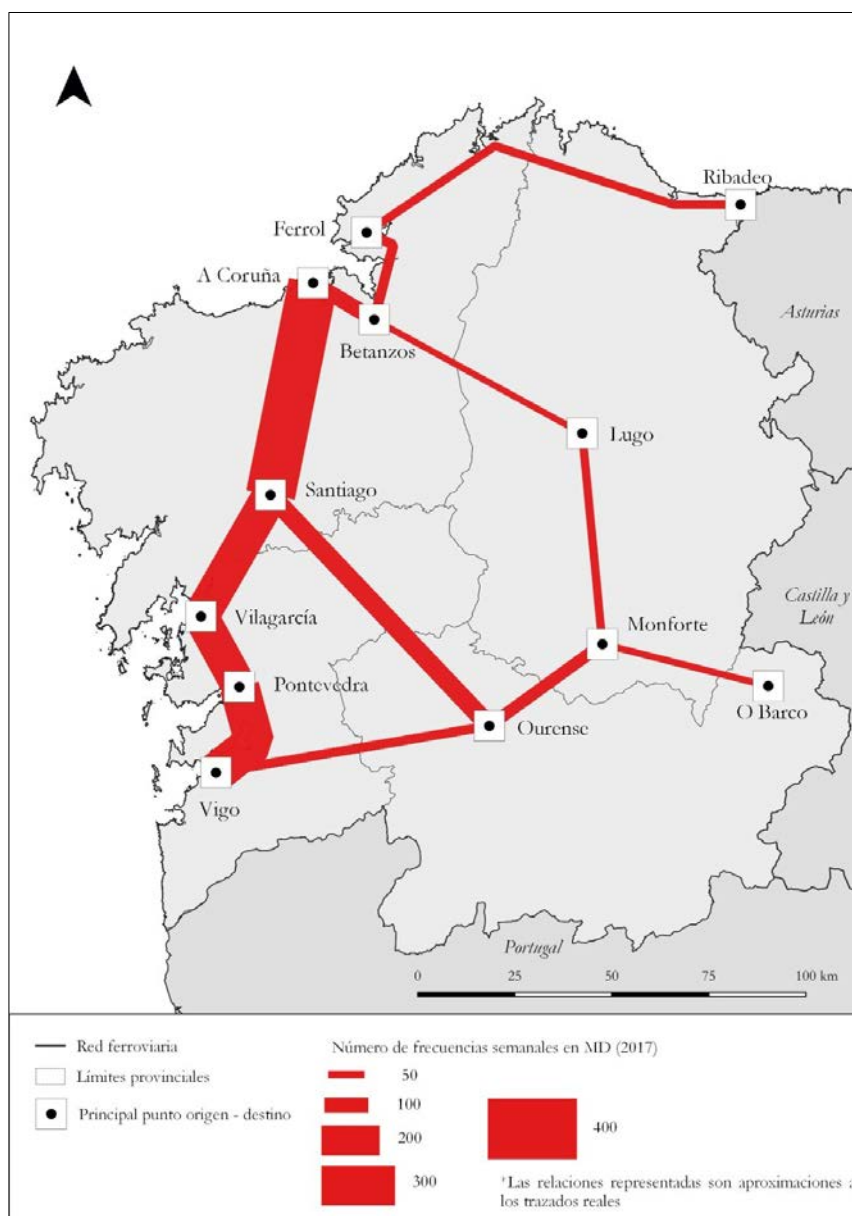 Ribadeo
Ferrol
A Coruña
Asturias
Betanzos
Lugo
Santiago
Castilla y
León
Vilagarcía
Monforte
Pontevedra
O Barco
Ourense
Vigo
Portugal
0 25 50 75 100 km
Red ferroviaria
Límites provinciales
Principal punto origen - destino
Número de frecuencias semanales en MD (2017)
50
100
200
300
400
*Las relaciones representadas son aproximaciones a
los trazados reales